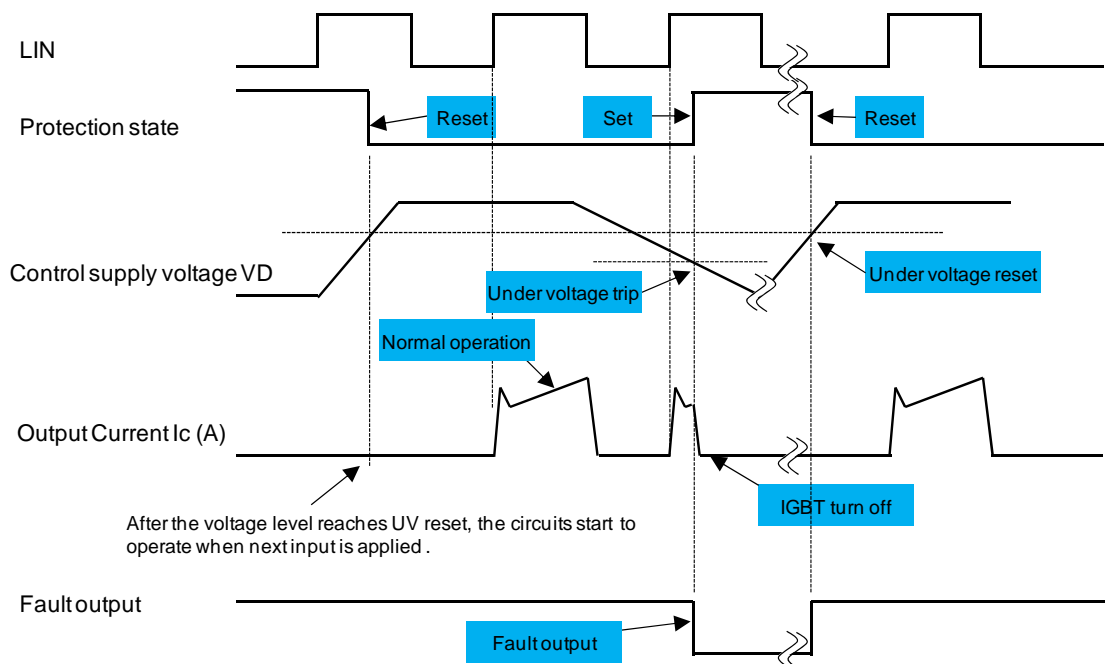 LIN
Protection state
Reset
Set
Reset
Control supply voltage VD
Under voltage trip
Under voltage reset
Normal operation
Output Current Ic (A)
IGBT turn off
After the voltage level reaches UV reset, the circuits start to
operate when next input is applied .
Fault output
Fault output